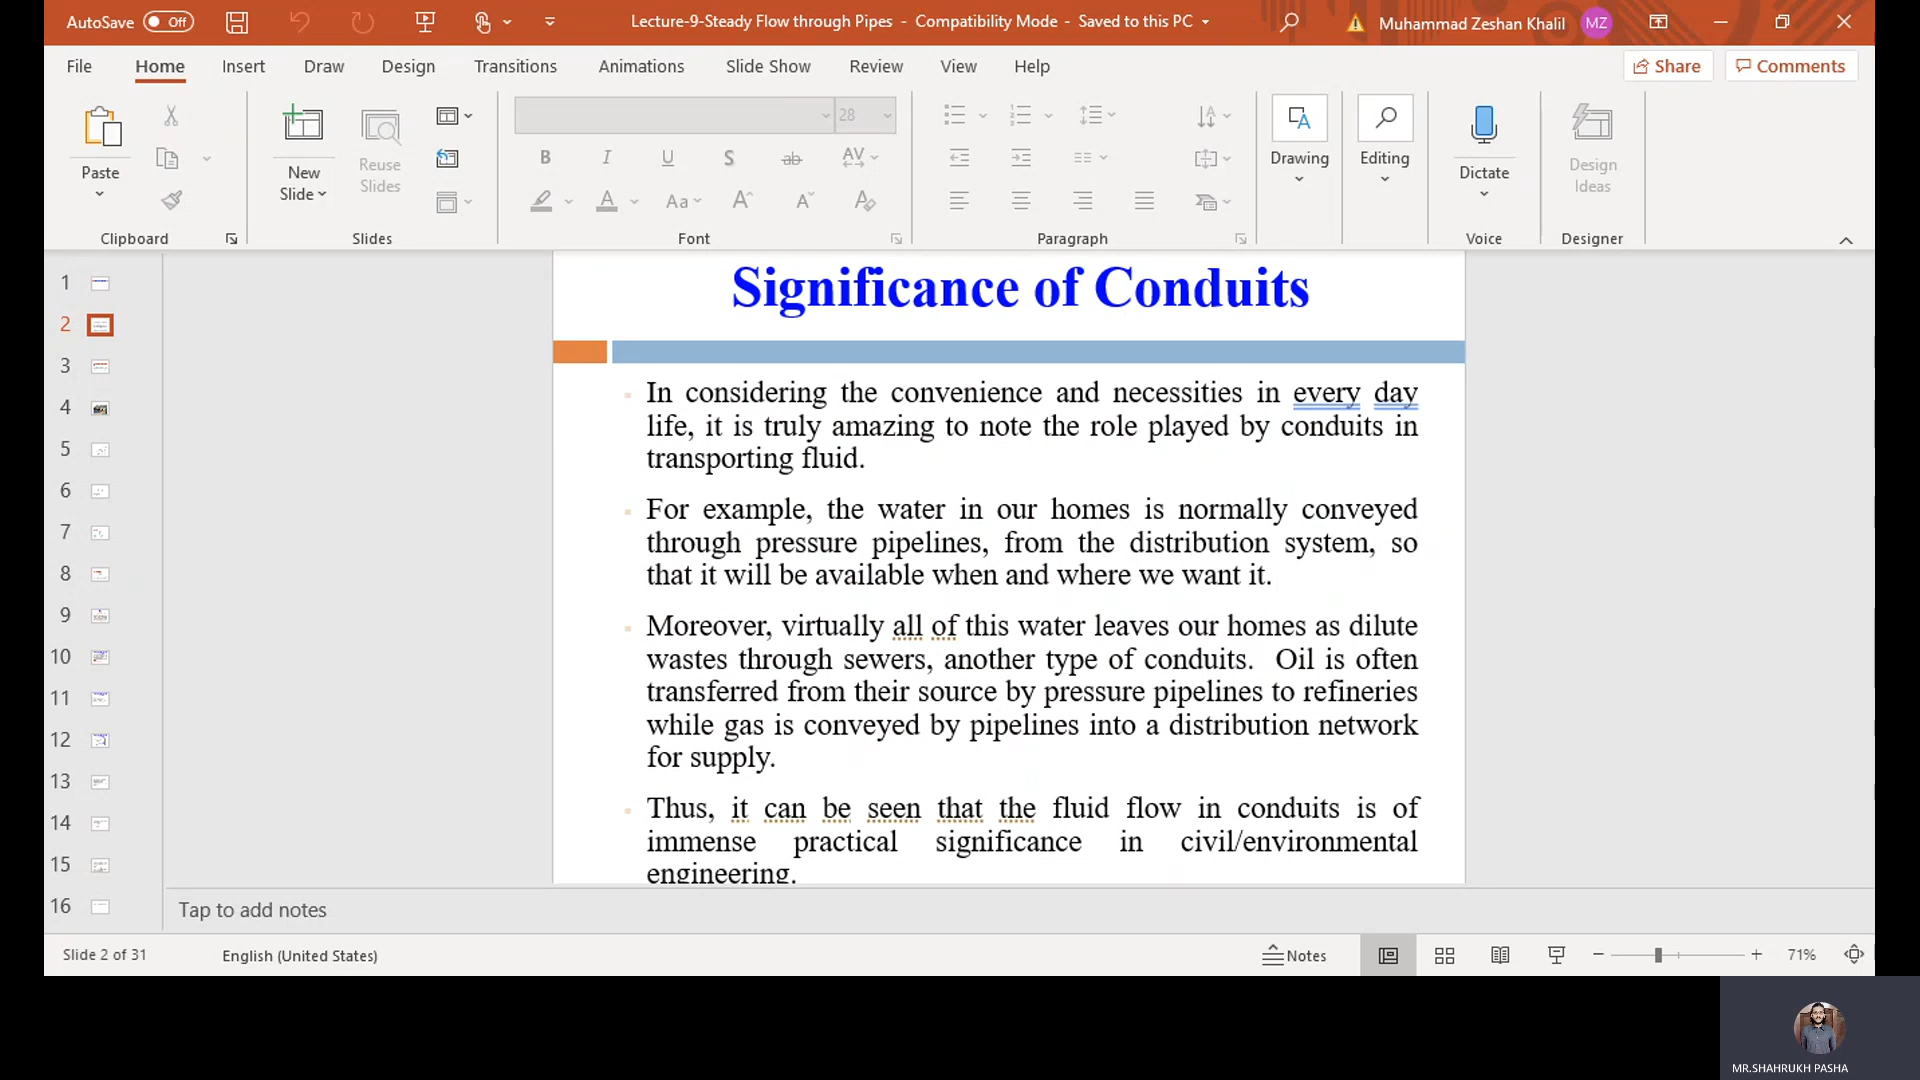 AutoSave Off
Lecture-9-Steady Flow through Pipes - Compatibility Mode - Saved to this PC
Muhammad Zeshan Khalil MZ
File Home Insert Draw Design Transitions Animations Slide Show Review View Help
Share Comments
Paste
New Slide
Reuse Slides
28
B I U S ab AV
A Aa A A A
Drawing
Editing
Dictate
Design Ideas
Clipboard Slides Font Paragraph Voice Designer
Significance of Conduits
In considering the convenience and necessities in every day
life, it is truly amazing to note the role played by conduits in
transporting fluid.
For example, the water in our homes is normally conveyed
through pressure pipelines, from the distribution system, so
that it will be available when and where we want it.
Moreover, virtually all of this water leaves our homes as dilute
wastes through sewers, another type of conduits. Oil is often
transferred from their source by pressure pipelines to refineries
while gas is conveyed by pipelines into a distribution network
for supply.
Thus, it can be seen that the fluid flow in conduits is of
immense practical significance in civil/environmental
engineering.
1
2
3
4
5
6
7
8
9
10
11
12
13
14
15
16
Tap to add notes
Slide 2 of 31 English (United States) Notes 71%
MR.SHAHRUKH PASHA